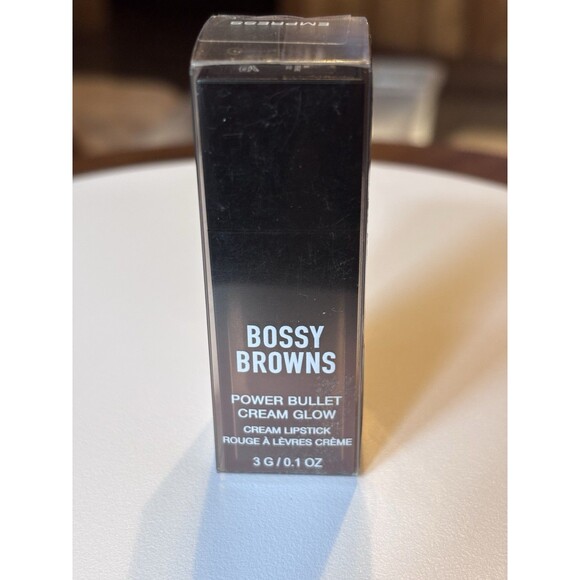 EMPRESS
BOSSY
BROWNS
POWER BULLET
CREAM GLOW
CREAM LIPSTICK
ROUGE À LÈVRES CRÈME
3 G / 0.1 OZ